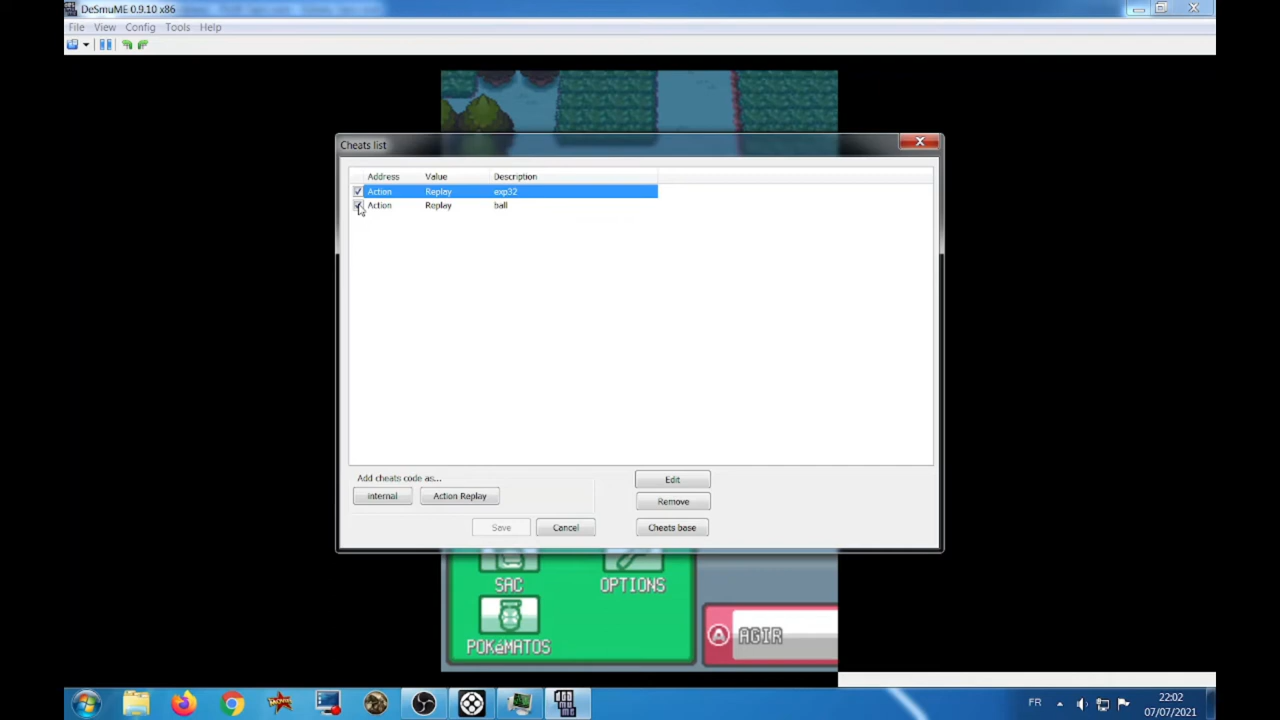 DeSmuME 0.9.10 x86
File View Config Tools Help
Cheats list
Address Value Description
Action Replay exp32
Action Replay ball
Add cheats code as...
internal Action Replay
Edit
Remove
Save Cancel Cheats base
SAC OPTIONS
POKéMATOS
A AGIR
FR 22:02
07/07/2021